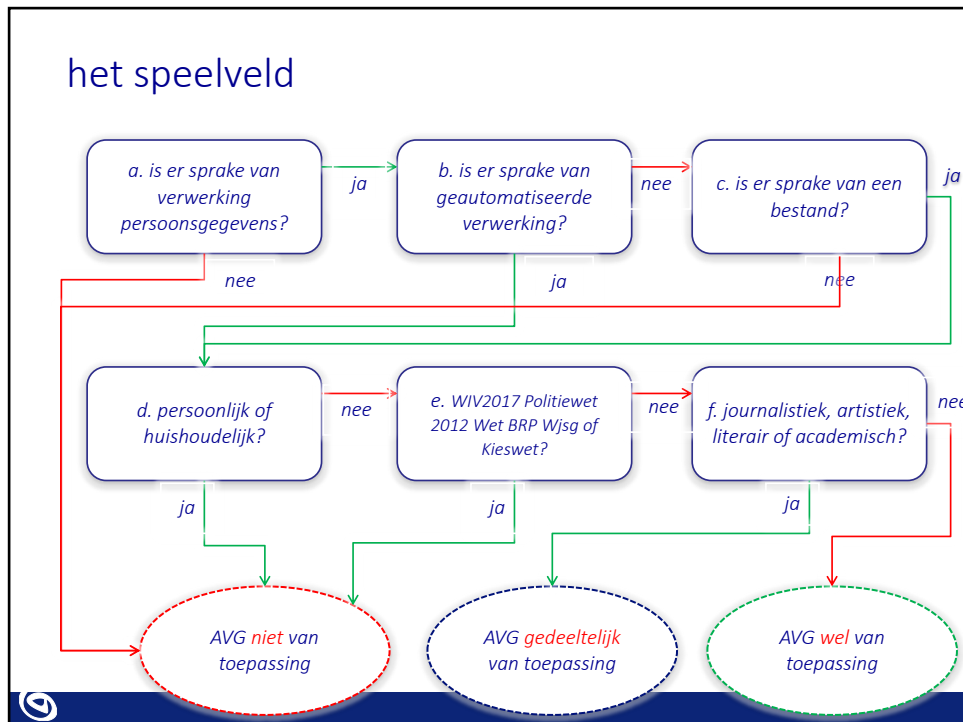 het speelveld
a. is er sprake van
verwerking
persoonsgegevens?
ja
b. is er sprake van
geautomatiseerde
verwerking?
nee
c. is er sprake van een
bestand?
ja
nee
ja
nee
d. persoonlijk of
huishoudelijk?
nee
e. WIV2017 Politiewet
2012 Wet BRP Wjsg of
Kieswet?
nee
f. journalistiek, artistiek,
literair of academisch?
nee
ja
ja
ja
AVG niet van
toepassing
AVG gedeeltelijk
van toepassing
AVG wel van
toepassing